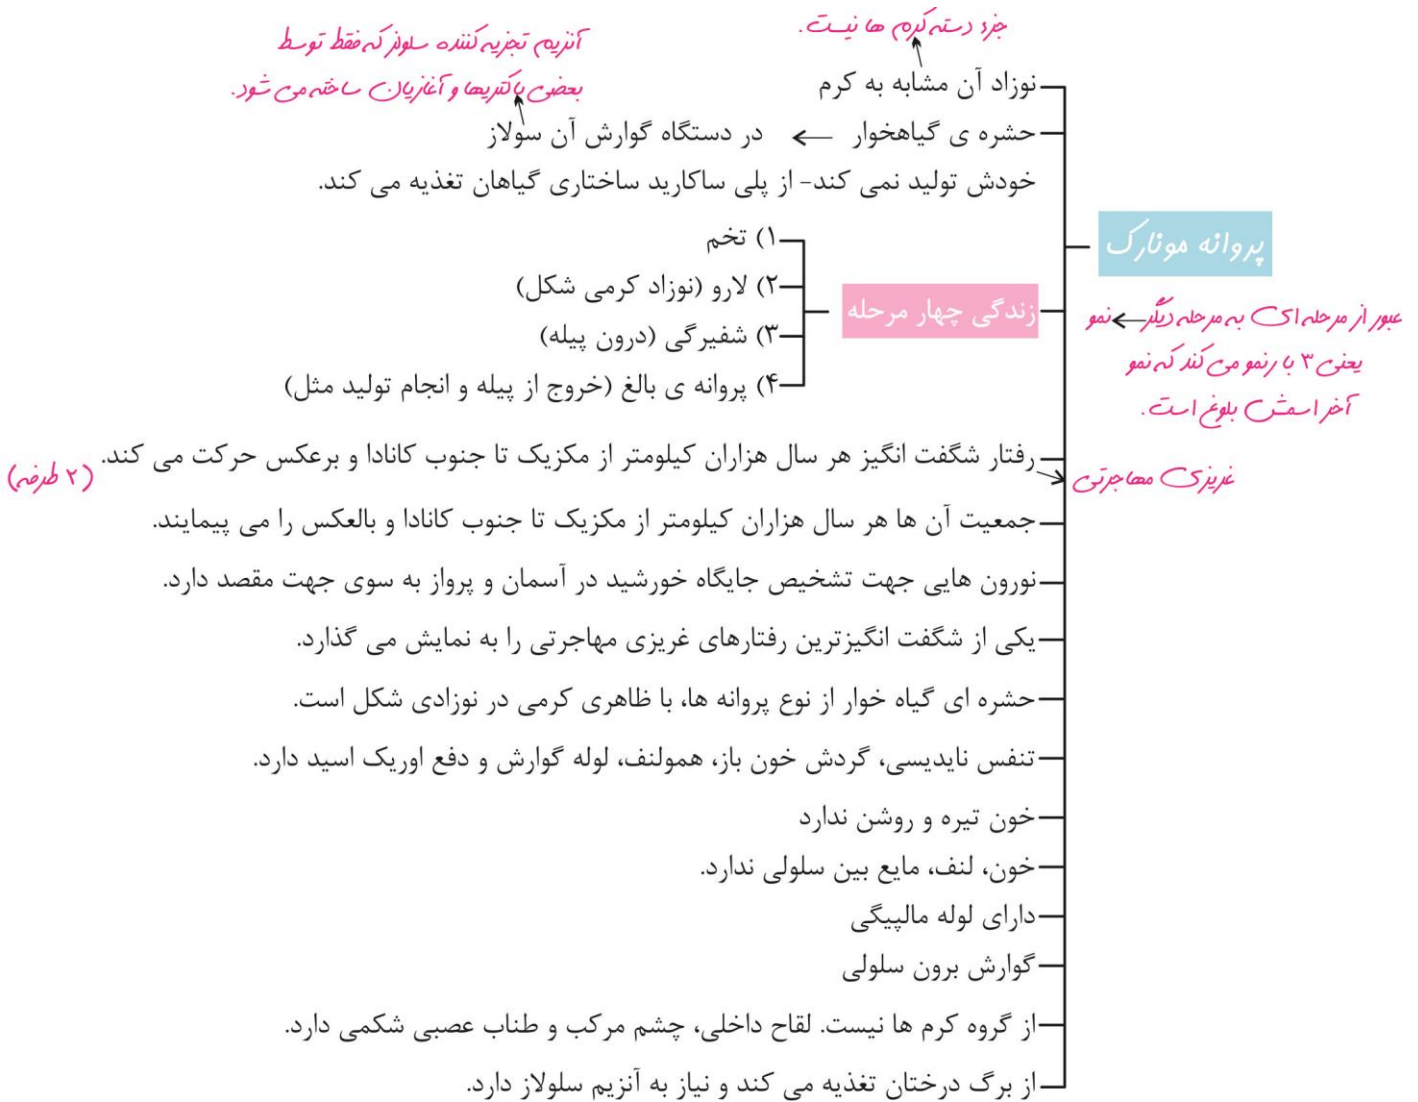 جزء دسته کرم ها نیست.
آنزیم تجزیه کننده سلولز که فقط توسط
بعضی باکتریها و آغازیان ساخته می شود.
نوزاد آن مشابه به کرم
حشره ی گیاهخوار ← در دستگاه گوارش آن سولاز
خودش تولید نمی کند- از پلی ساکارید ساختاری گیاهان تغذیه می کند.
پروانه مونارک
زندگی چهار مرحله
۱) تخم
۲) لارو (نوزاد کرمی شکل)
۳) شفیرگی (درون پیله)
۴) پروانه ی بالغ (خروج از پیله و انجام تولید مثل)
عبور از مرحله ای به مرحله دیگر ← نمو
یعنی ۳ بار نمو می کند که نمو
آخر اسمش بلوغ است.
رفتار شگفت انگیز هر سال هزاران کیلومتر از مکزیک تا جنوب کانادا و برعکس حرکت می کند. (۲ طرفه)
غریزی مهاجرتی
جمعیت آن ها هر سال هزاران کیلومتر از مکزیک تا جنوب کانادا و بالعکس را می پیمایند.
نورون هایی جهت تشخیص جایگاه خورشید در آسمان و پرواز به سوی جهت مقصد دارد.
یکی از شگفت انگیزترین رفتارهای غریزی مهاجرتی را به نمایش می گذارد.
حشره ای گیاه خوار از نوع پروانه ها، با ظاهری کرمی در نوزادی شکل است.
تنفس نایدیسی، گردش خون باز، همولنف، لوله گوارش و دفع اوریک اسید دارد.
خون تیره و روشن ندارد
خون، لنف، مایع بین سلولی ندارد.
دارای لوله مالپیگی
گوارش برون سلولی
از گروه کرم ها نیست. لقاح داخلی، چشم مرکب و طناب عصبی شکمی دارد.
از برگ درختان تغذیه می کند و نیاز به آنزیم سلولاز دارد.